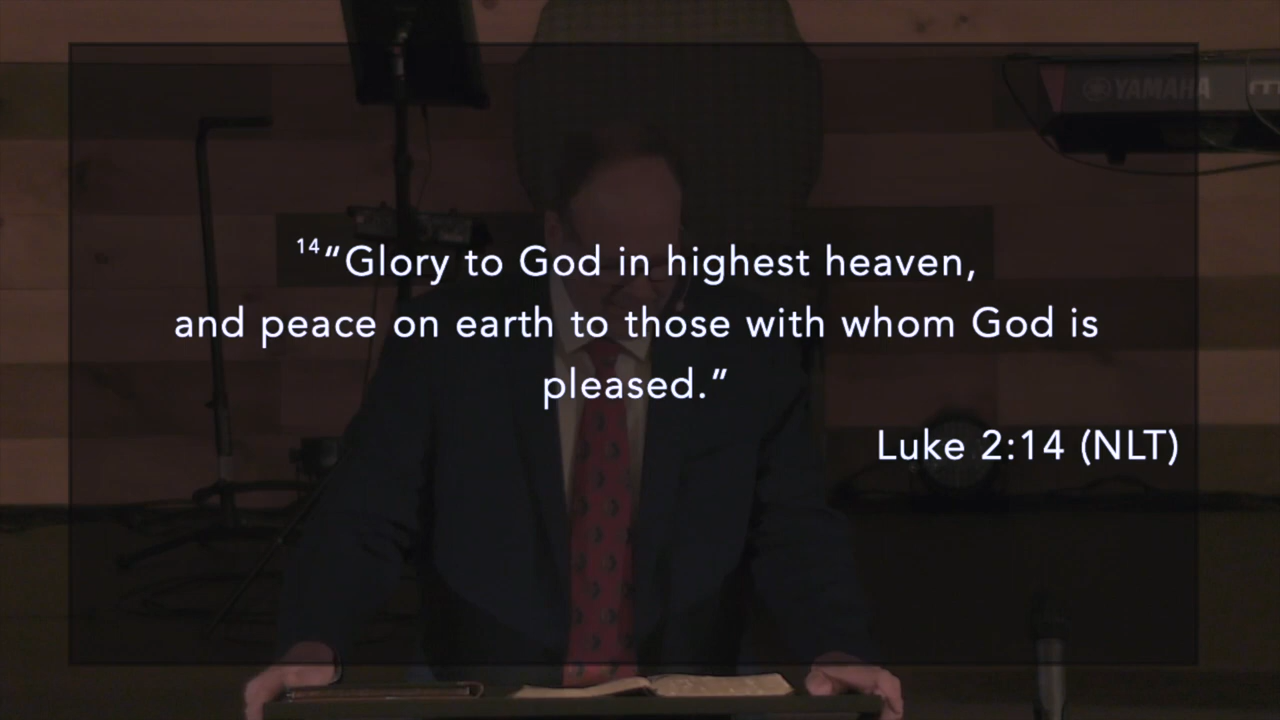 YAMAHA
14“Glory to God in highest heaven,
and peace on earth to those with whom God is
pleased.”
Luke 2:14 (NLT)